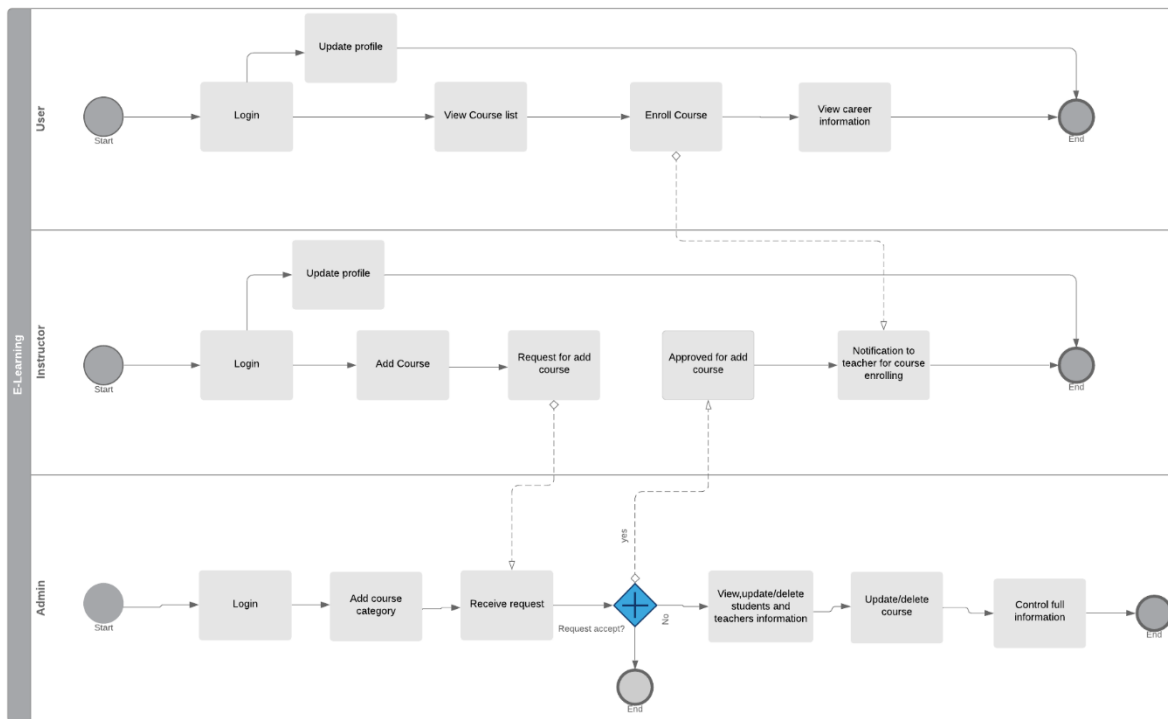 E-Learning
User
Start
Login
Update profile
View Course list
Enroll Course
View career
information
End
Instructor
Start
Login
Update profile
Add Course
Request for add
course
Approved for add
course
Notification to
teacher for course
enrolling
End
Admin
Start
Login
Add course
category
Receive request
Request accept?
yes
No
End
View,update/delete
students and
teachers information
Update/delete
course
Control full
information
End